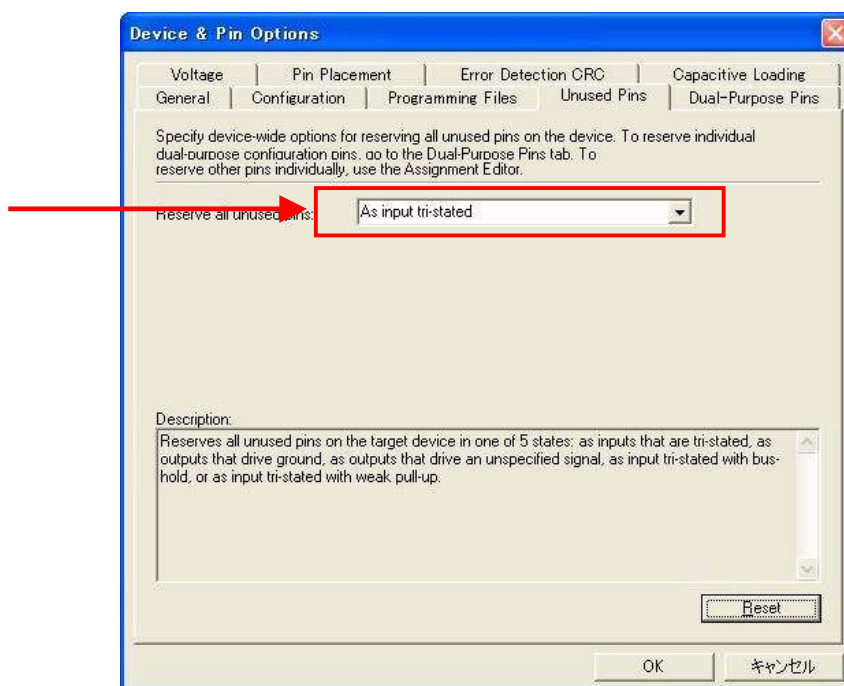 Device & Pin Options
Voltage
Pin Placement
Error Detection CRC
Capacitive Loading
General
Configuration
Programming Files
Unused Pins
Dual-Purpose Pins
Specify device-wide options for reserving all unused pins on the device. To reserve individual
dual-purpose configuration pins, go to the Dual-Purpose Pins tab. To
reserve other pins individually, use the Assignment Editor.
Reserve all unused pins:
As input tri-stated
Description:
Reserves all unused pins on the target device in one of 5 states: as inputs that are tri-stated, as
outputs that drive ground, as outputs that drive an unspecified signal, as input tri-stated with bus-
hold, or as input tri-stated with weak pull-up.
Reset
OK
キャンセル